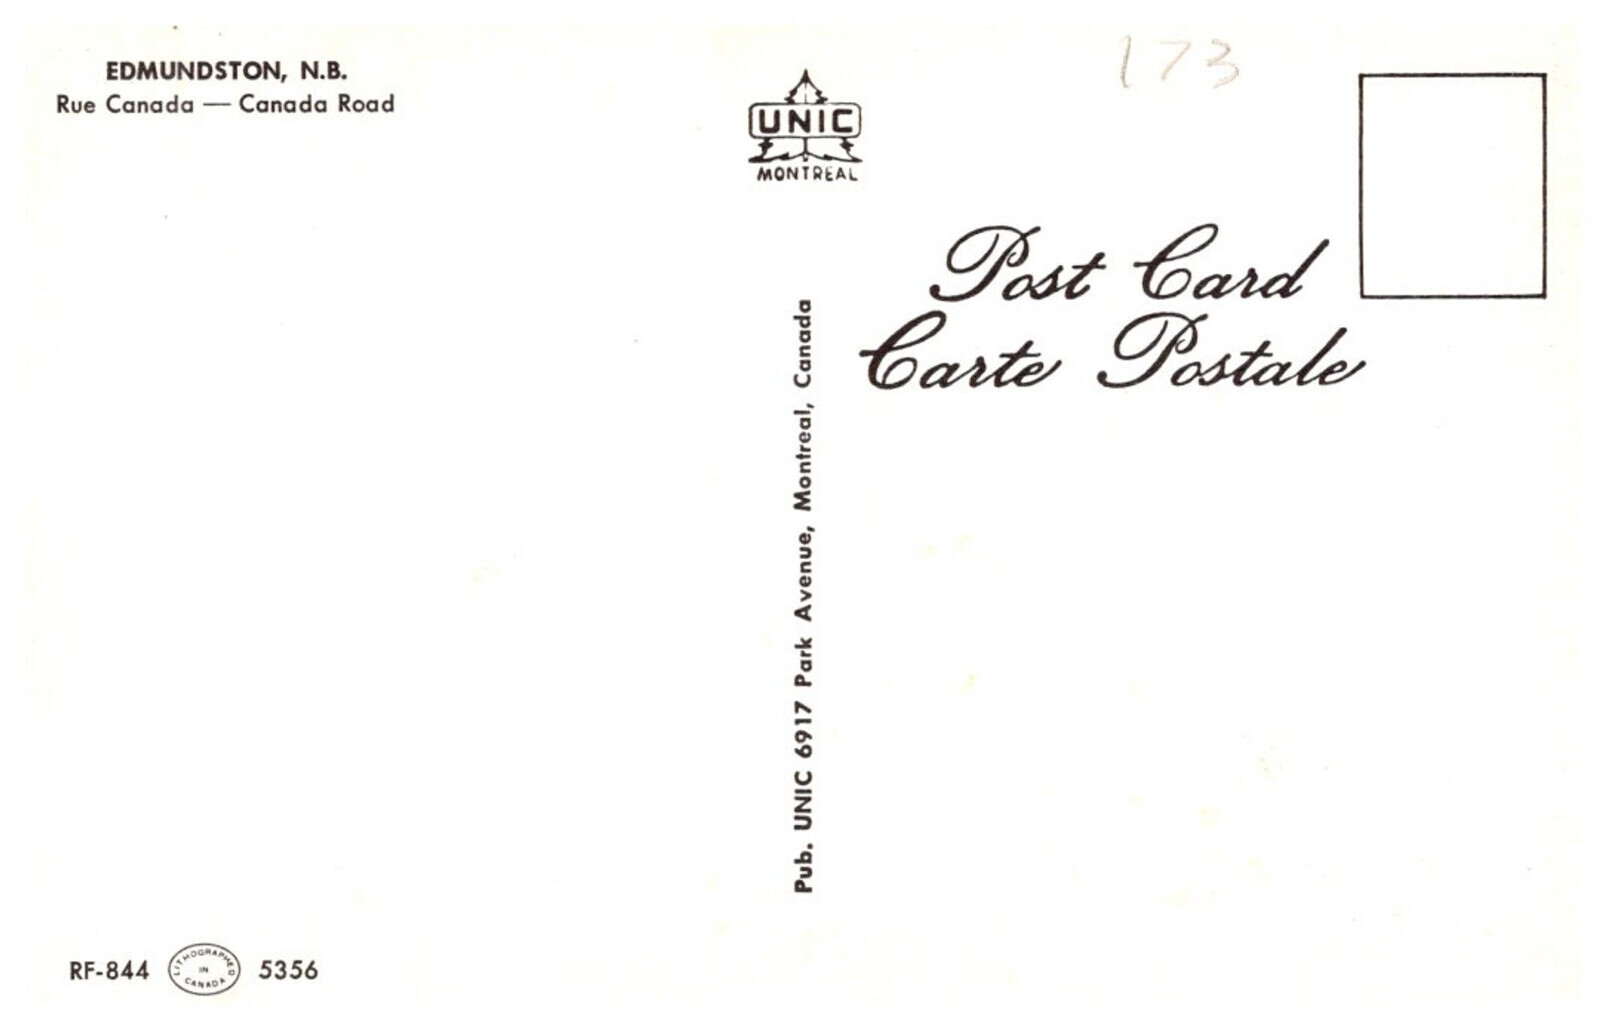 EDMUNDSTON, N.B.
Rue Canada — Canada Road
UNIC
MONTREAL
173
Post Card
Carte Postale
Pub. UNIC 6917 Park Avenue, Montreal, Canada
RF-844
LITHOGRAPHED
IN
CANADA
5356